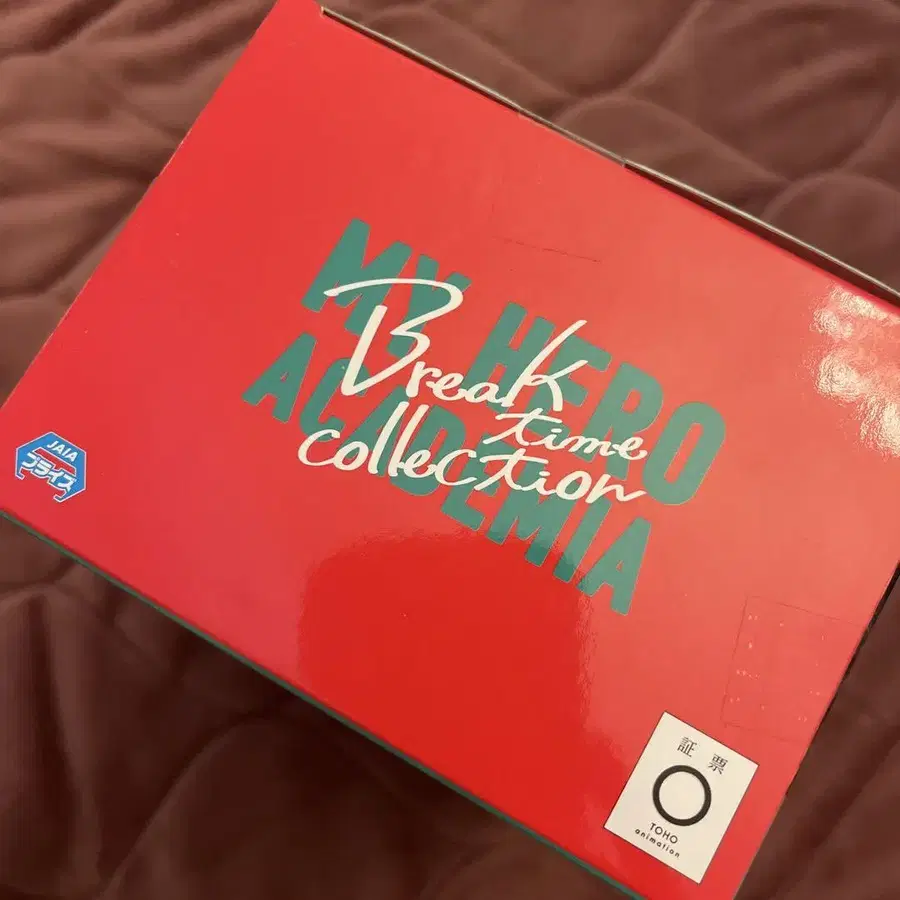 MY HERO
ACADEMIA
Break
time
collection
JAIA
プライズ
証票
TOHO
animation